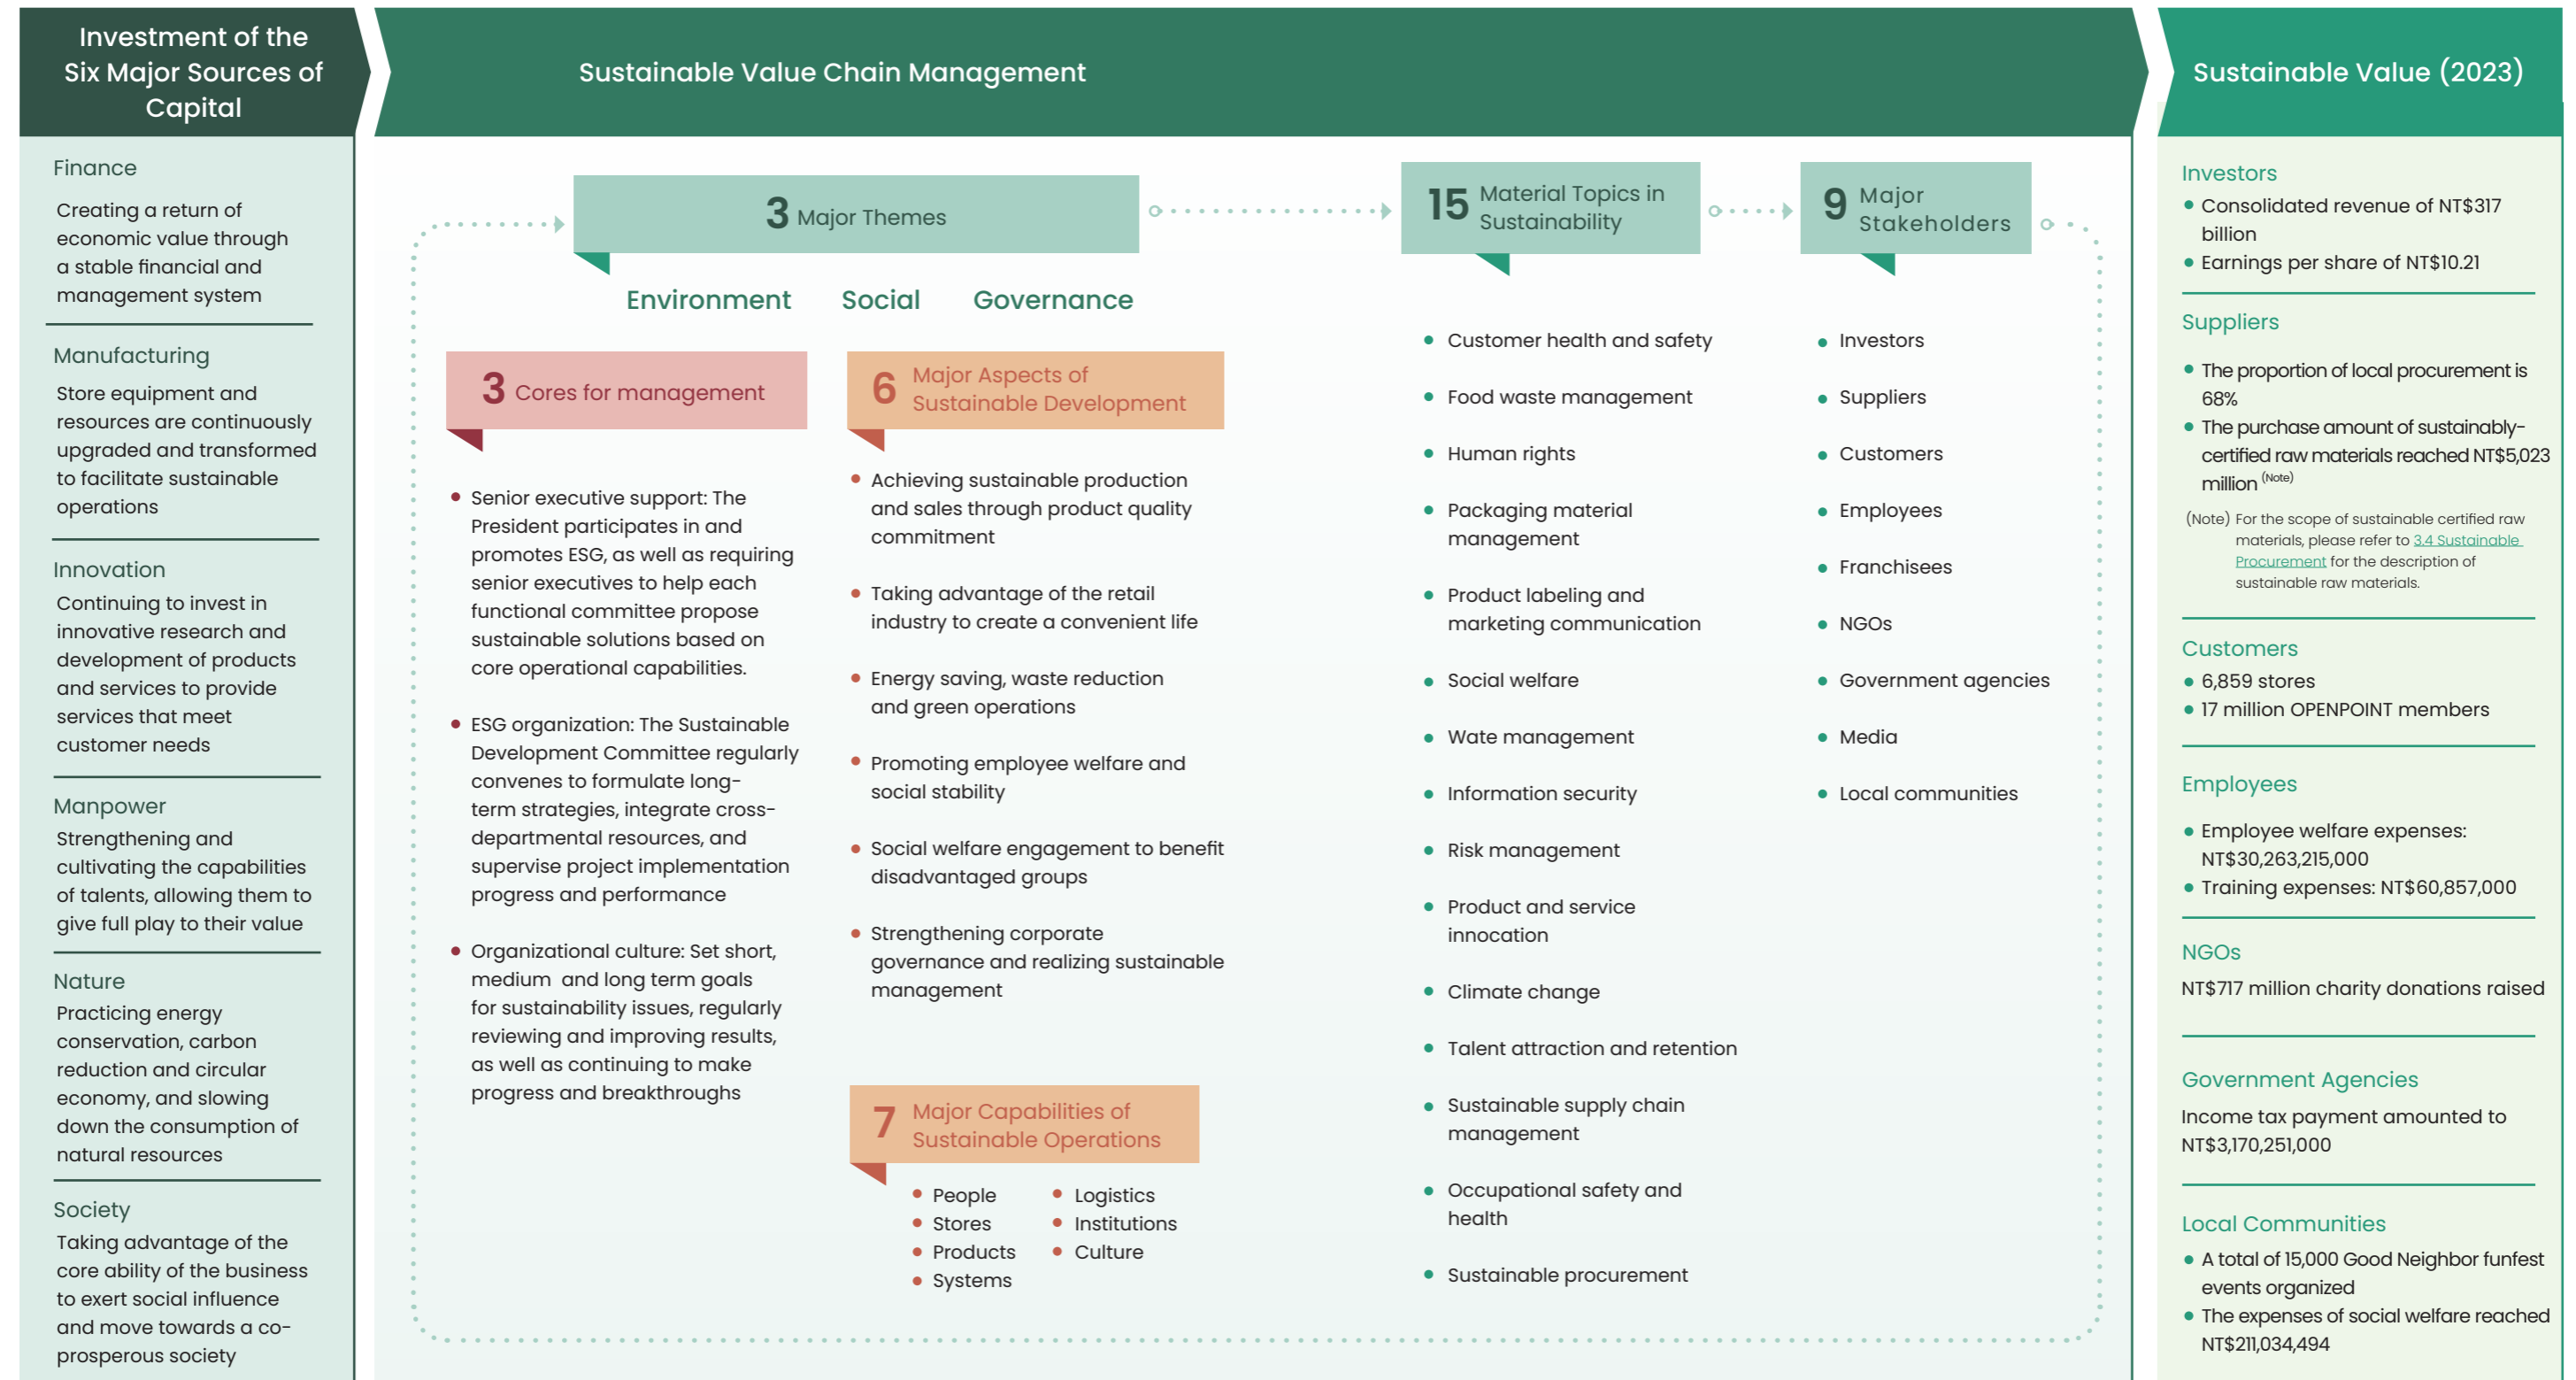 Investment of the
Six Major Sources of
Capital
Finance
Creating a return of
economic value through
a stable financial and
management system
Manufacturing
Store equipment and
resources are continuously
upgraded and transformed
to facilitate sustainable
operations
Innovation
Continuing to invest in
innovative research and
development of products
and services to provide
services that meet
customer needs
Manpower
Strengthening and
cultivating the capabilities
of talents, allowing them to
give full play to their value
Nature
Practicing energy
conservation, carbon
reduction and circular
economy, and slowing
down the consumption of
natural resources
Society
Taking advantage of the
core ability of the business
to exert social influence
and move towards a co-
prosperous society
Sustainable Value Chain Management
3 Major Themes
Environment Social Governance
3 Cores for management
Senior executive support: The
President participates in and
promotes ESG, as well as requiring
senior executives to help each
functional committee propose
sustainable solutions based on
core operational capabilities.
ESG organization: The Sustainable
Development Committee regularly
convenes to formulate long-
term strategies, integrate cross-
departmental resources, and
supervise project implementation
progress and performance
Organizational culture: Set short,
medium and long term goals
for sustainability issues, regularly
reviewing and improving results,
as well as continuing to make
progress and breakthroughs
6 Major Aspects of
Sustainable Development
Achieving sustainable production
and sales through product quality
commitment
Taking advantage of the retail
industry to create a convenient life
Energy saving, waste reduction
and green operations
Promoting employee welfare and
social stability
Social welfare engagement to benefit
disadvantaged groups
Strengthening corporate
governance and realizing sustainable
management
7 Major Capabilities of
Sustainable Operations
People
Stores
Products
Systems
Logistics
Institutions
Culture
15 Material Topics in
Sustainability
Customer health and safety
Food waste management
Human rights
Packaging material
management
Product labeling and
marketing communication
Social welfare
Wate management
Information security
Risk management
Product and service
innocation
Climate change
Talent attraction and retention
Sustainable supply chain
management
Occupational safety and
health
Sustainable procurement
9 Major
Stakeholders
Investors
Suppliers
Customers
Employees
Franchisees
NGOs
Government agencies
Media
Local communities
Sustainable Value (2023)
Investors
Consolidated revenue of NT$317
billion
Earnings per share of NT$10.21
Suppliers
The proportion of local procurement is
68%
The purchase amount of sustainably-
certified raw materials reached NT$5,023
million (Note)
(Note) For the scope of sustainable certified raw
materials, please refer to 3.4 Sustainable
Procurement for the description of
sustainable raw materials.
Customers
6,859 stores
17 million OPENPOINT members
Employees
Employee welfare expenses:
NT$30,263,215,000
Training expenses: NT$60,857,000
NGOs
NT$717 million charity donations raised
Government Agencies
Income tax payment amounted to
NT$3,170,251,000
Local Communities
A total of 15,000 Good Neighbor funfest
events organized
The expenses of social welfare reached
NT$211,034,494